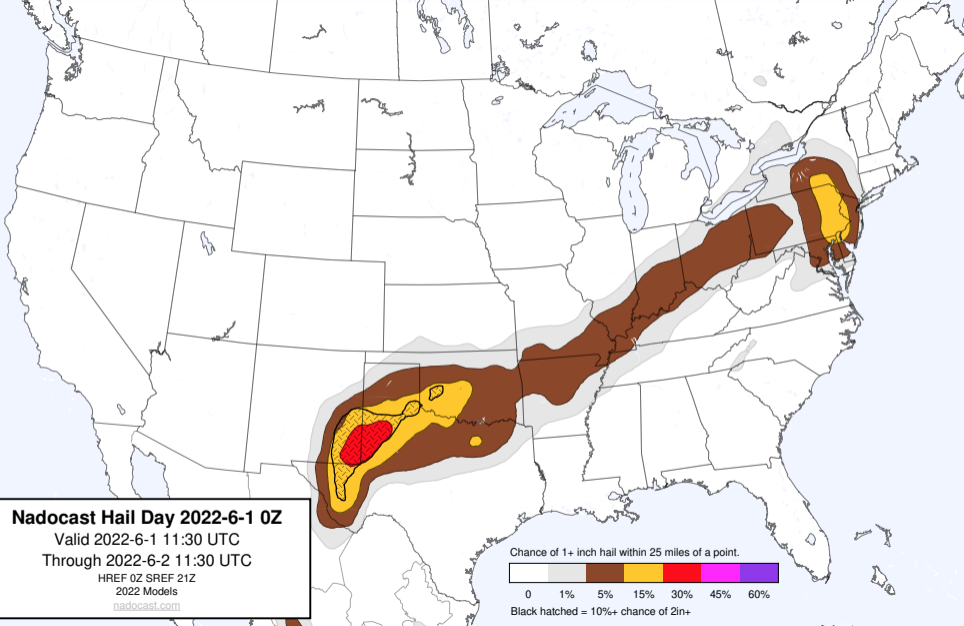 Nadocast Hail Day 2022-6-1 0Z
Valid 2022-6-1 11:30 UTC
Through 2022-6-2 11:30 UTC
HREF 0Z SREF 21Z
2022 Models
nadocast.com
Chance of 1+ inch hail within 25 miles of a point.
0 1% 5% 15% 30% 45% 60%
Black hatched = 10%+ chance of 2in+